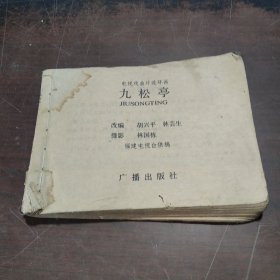 电视戏曲片连环画
九松亭
JIUSONGTING
改编 胡兴平 林芸生
摄影 林国栋
福建电视台供稿
广播出版社